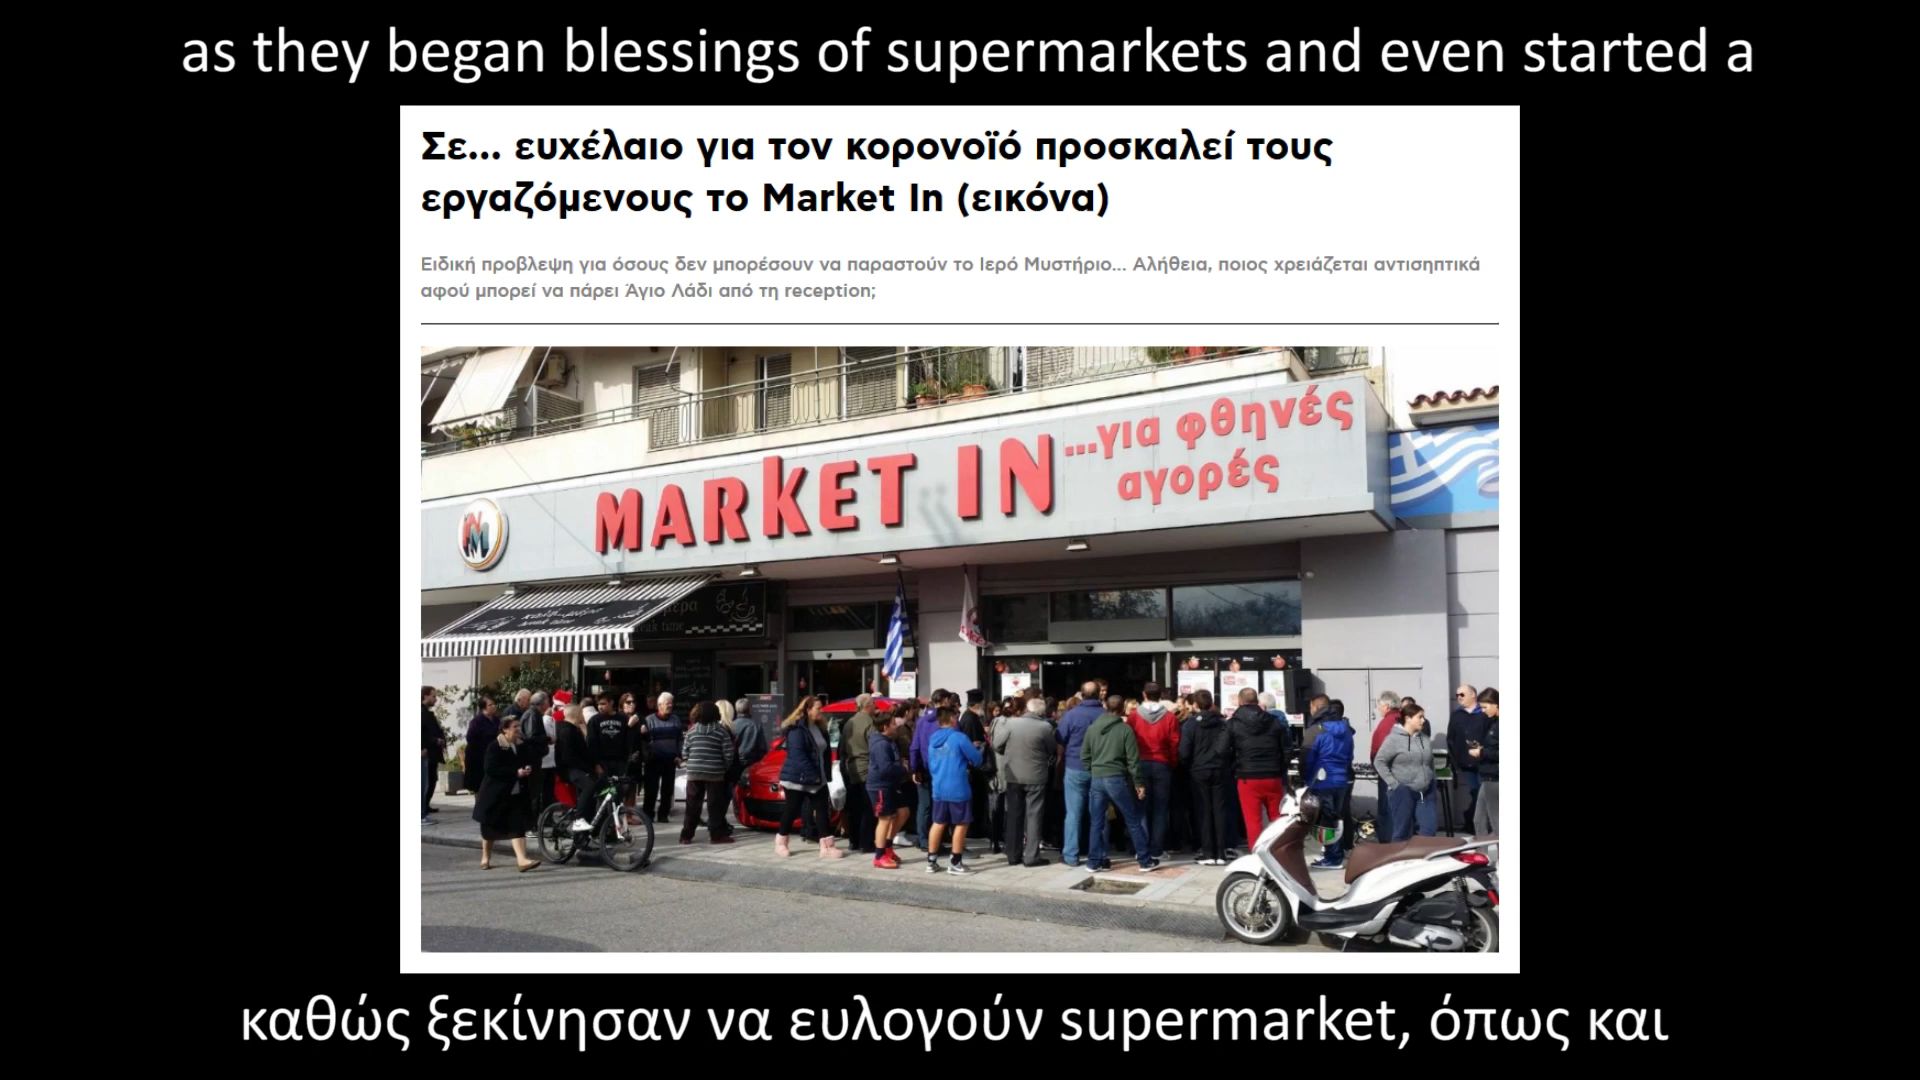 as they began blessings of supermarkets and even started a
Σε... ευχέλαιο για τον κορονοϊό προσκαλεί τους
εργαζόμενους το Market In (εικόνα)
Ειδική προβλεψη για όσους δεν μπορέσουν να παραστούν το Ιερό Μυστήριο... Αλήθεια, ποιος χρειάζεται αντισηπτικά
αφού μπορεί να πάρει Άγιο Λάδι από τη reception;
MARKET IN
...για φθηνές
αγορές
καθώς ξεκίνησαν να ευλογούν supermarket, όπως και